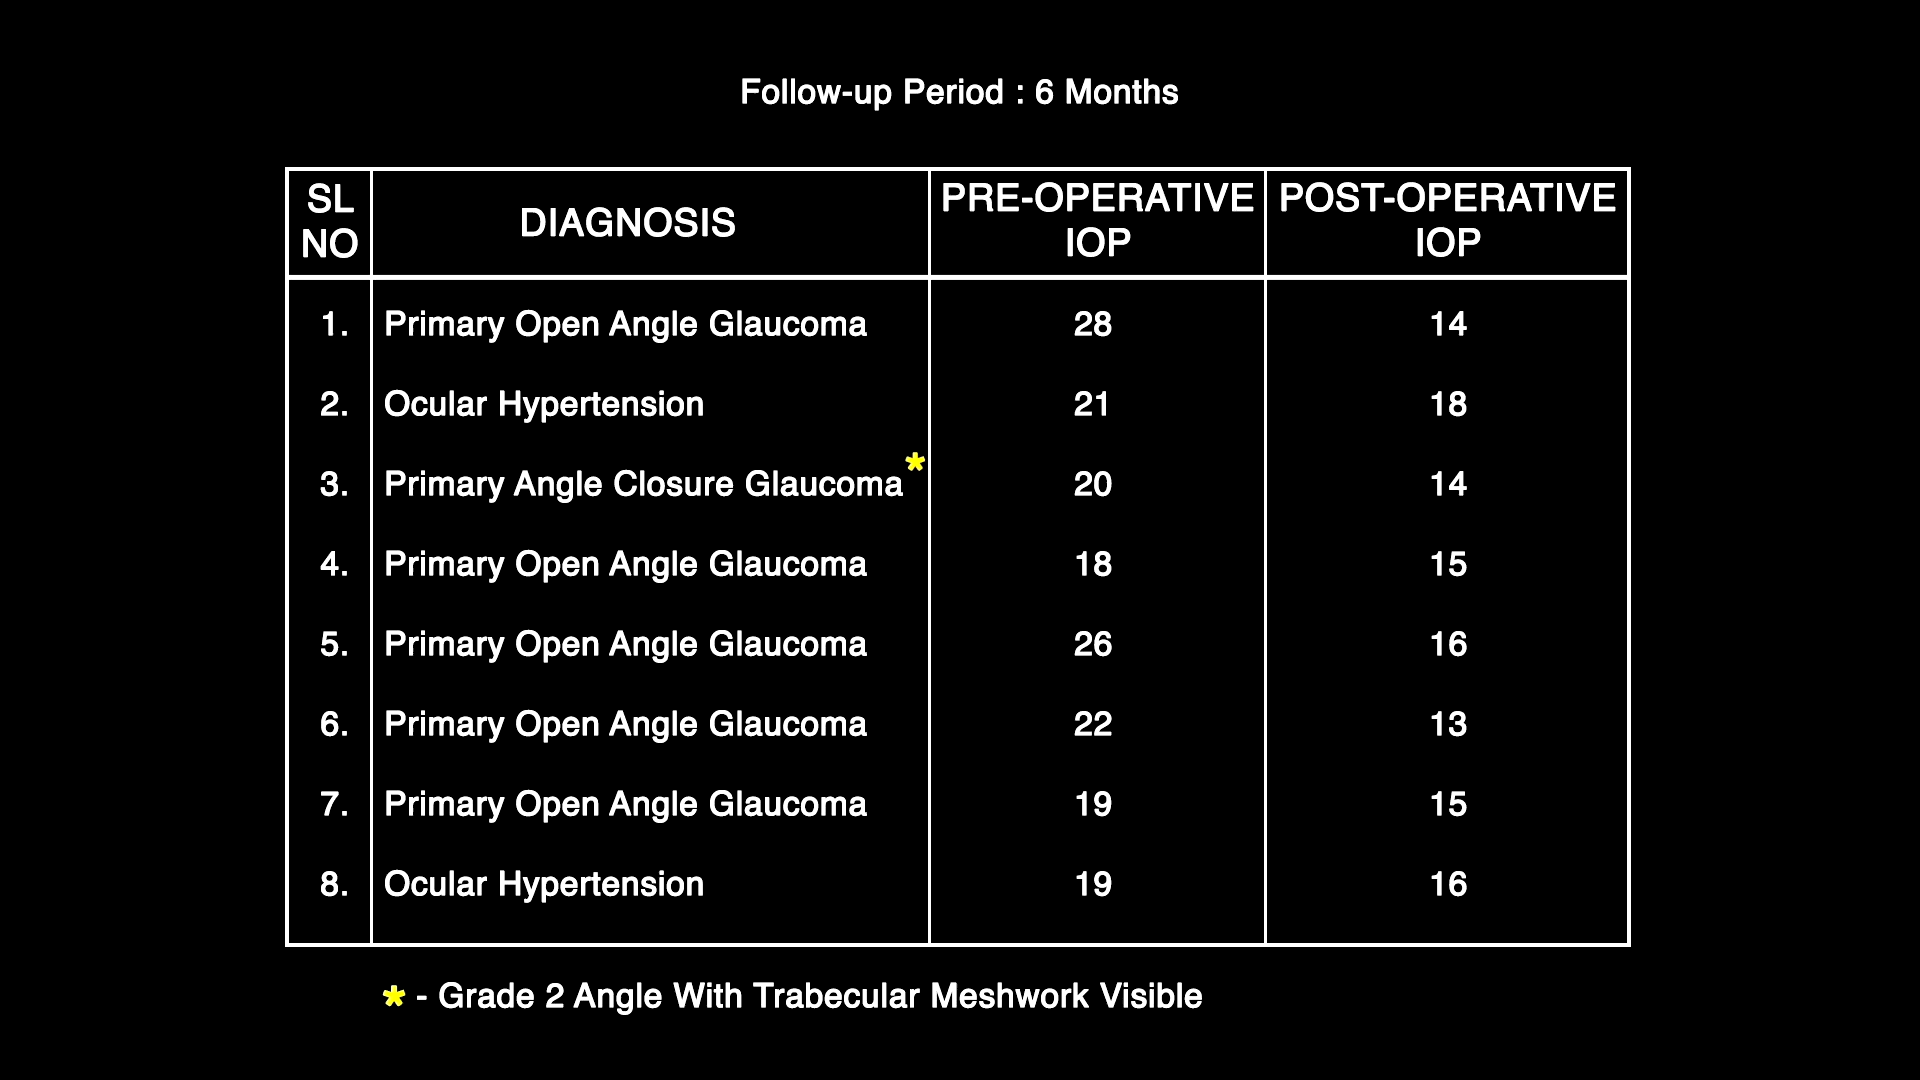 Follow-up Period : 6 Months
SL NO DIAGNOSIS PRE-OPERATIVE IOP POST-OPERATIVE IOP
1. Primary Open Angle Glaucoma 28 14
2. Ocular Hypertension 21 18
3. Primary Angle Closure Glaucoma* 20 14
4. Primary Open Angle Glaucoma 18 15
5. Primary Open Angle Glaucoma 26 16
6. Primary Open Angle Glaucoma 22 13
7. Primary Open Angle Glaucoma 19 15
8. Ocular Hypertension 19 16
* - Grade 2 Angle With Trabecular Meshwork Visible